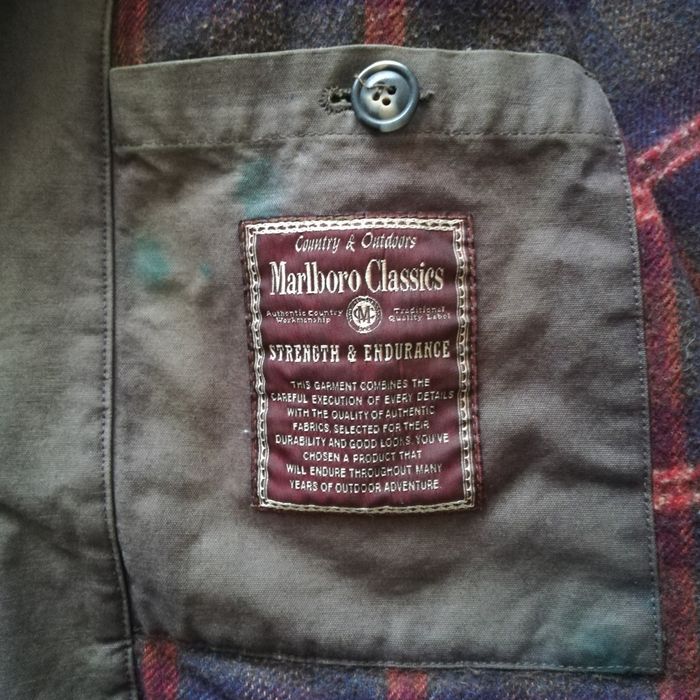 Country & Outdoors
Marlboro Classics
Authentic Country Workmanship
M
Traditional Quality Label
STRENGTH & ENDURANCE
THIS GARMENT COMBINES THE
CAREFUL EXECUTION OF EVERY DETAILS
WITH THE QUALITY OF AUTHENTIC
FABRICS, SELECTED FOR THEIR
DURABILITY AND GOOD LOOKS. YOU'VE
CHOSEN A PRODUCT THAT
WILL ENDURE THROUGHOUT MANY
YEARS OF OUTDOOR ADVENTURE.